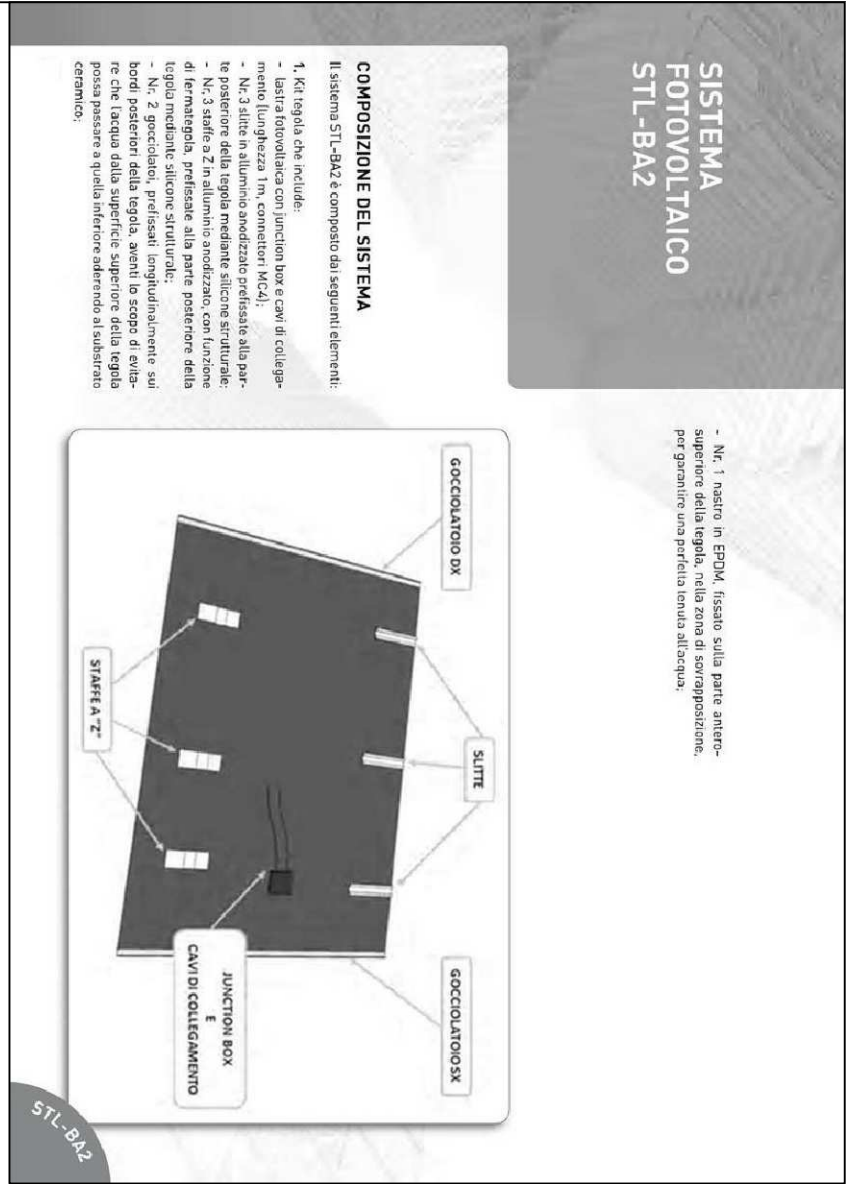 SISTEMA
FOTOVOLTAICO
STL-BA2
COMPOSIZIONE DEL SISTEMA
Il sistema STL-BA2 è composto dai seguenti elementi:
1. Kit tegola che include:
- lastra fotovoltaica con junction box e cavi di collega-
mento (lunghezza 1m, connettori MC4);
- Nr. 3 slitte in alluminio anodizzato prefissate alla par-
te posteriore della tegola mediante silicone strutturale;
- Nr. 3 staffe a Z in alluminio anodizzato, con funzione
di fermategola, prefissate alla parte posteriore della
tegola mediante silicone strutturale;
- Nr. 2 gocciolatoi, prefissati longitudinalmente sui
bordi posteriori della tegola, aventi lo scopo di evita-
re che l'acqua dalla superficie superiore della tegola
possa passare a quella inferiore aderendo al substrato
ceramico;
- Nr. 1 nastro in EPDM, fissato sulla parte antero-
superiore della tegola, nella zona di sovrapposizione,
per garantire una perfetta tenuta all'acqua;
GOCCIOLATOIO DX
SLITTE
GOCCIOLATOIO SX
STAFFE A "Z"
JUNCTION BOX
E
CAVI DI COLLEGAMENTO
STL-BA2